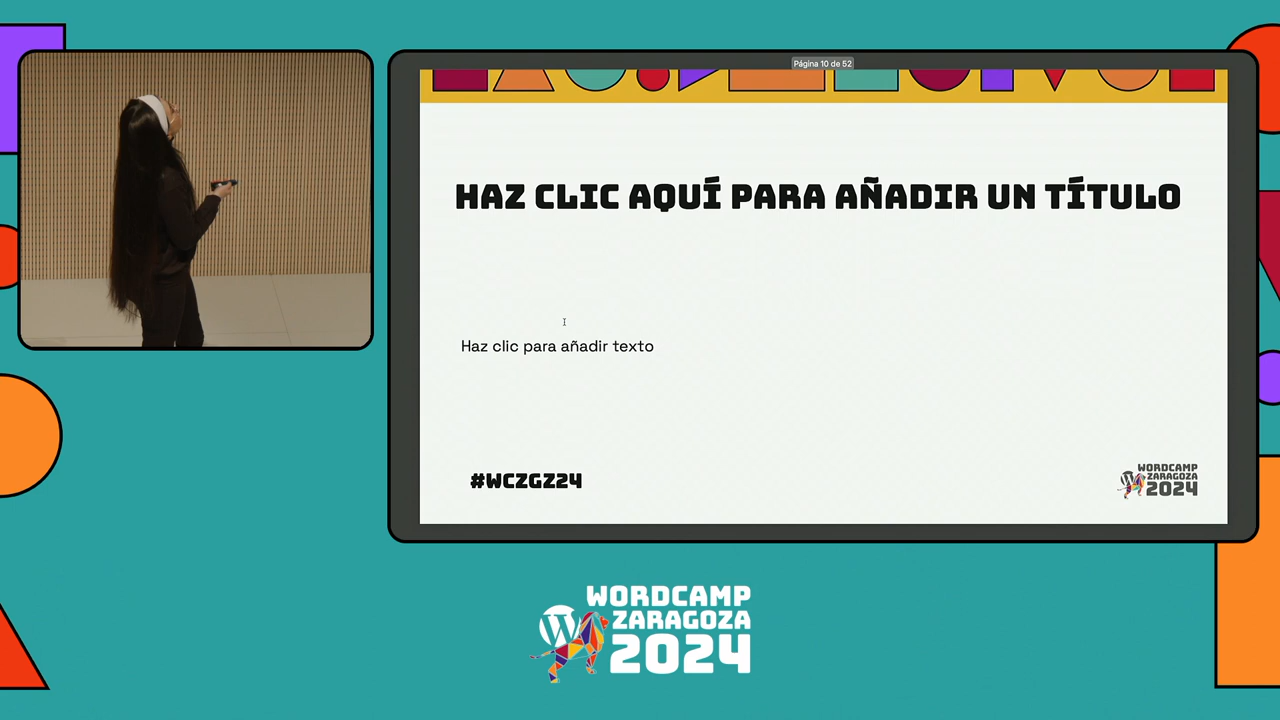 Página 10 de 52
HAZ CLIC AQUÍ PARA AÑADIR UN TÍTULO
Haz clic para añadir texto
#WCZGZ24
WORDCAMP
ZARAGOZA
2024
WORDCAMP
ZARAGOZA
2024